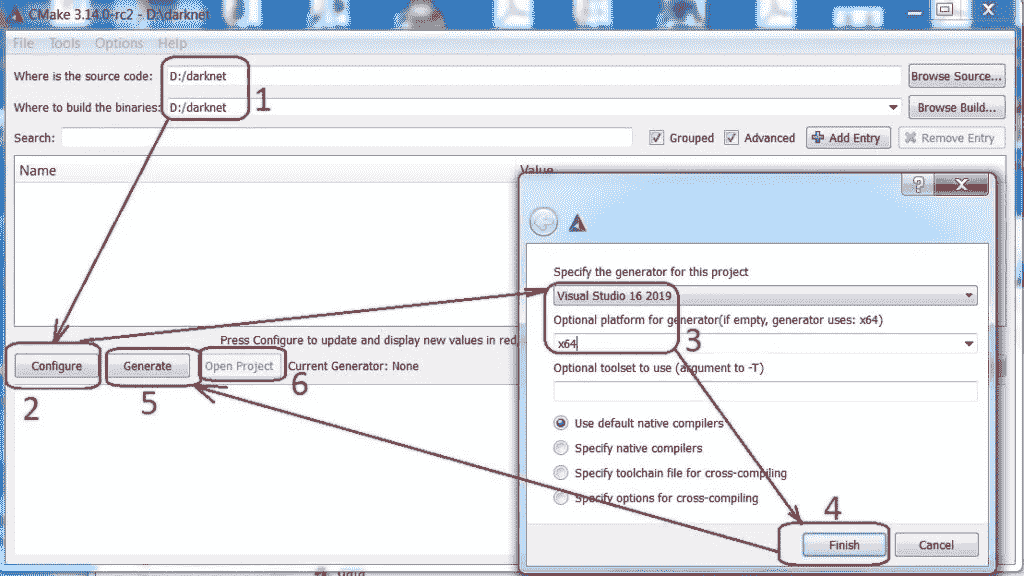 CMake 3.14.0-rc2 - D:\darknet
File Tools Options Help
Where is the source code: D:/darknet Browse Source...
1
Where to build the binaries: D:/darknet Browse Build...
Search: Grouped Advanced Add Entry Remove Entry
Name Value
Specify the generator for this project
Visual Studio 16 2019
Optional platform for generator(if empty, generator uses: x64)
3
x64
Optional toolset to use (argument to -T)
Use default native compilers
Specify native compilers
Specify toolchain file for cross-compiling
Specify options for cross-compiling
4
Finish Cancel
Press Configure to update and display new values in red,
Configure Generate Open Project Current Generator: None
2 5 6